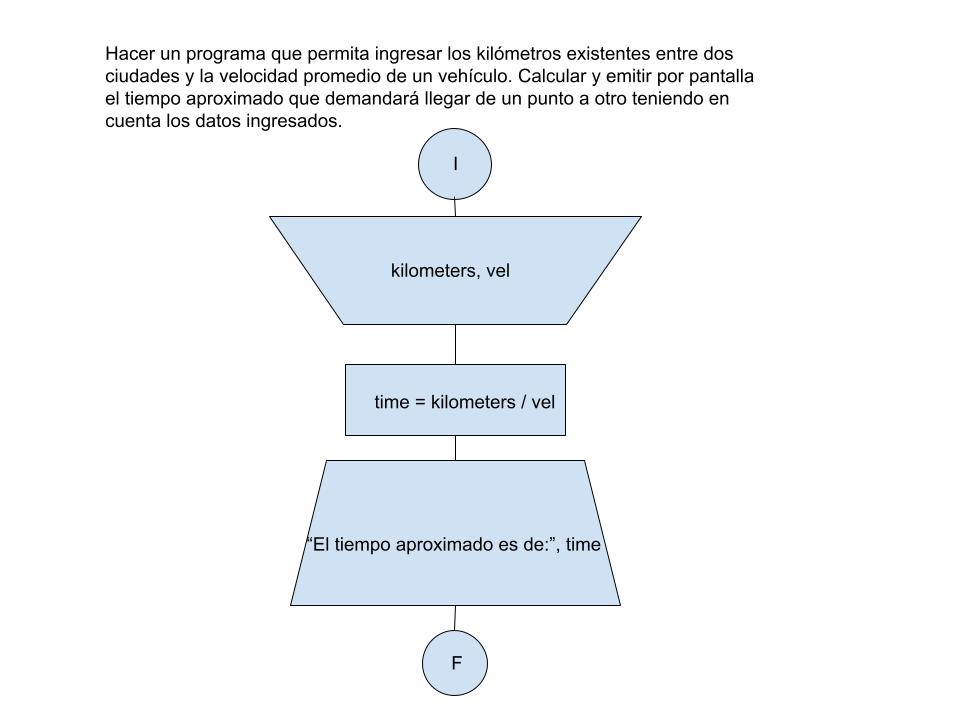 Hacer un programa que permita ingresar los kilómetros existentes entre dos
ciudades y la velocidad promedio de un vehículo. Calcular y emitir por pantalla
el tiempo aproximado que demandará llegar de un punto a otro teniendo en
cuenta los datos ingresados.
I
kilometers, vel
time = kilometers / vel
“El tiempo aproximado es de:”, time
F